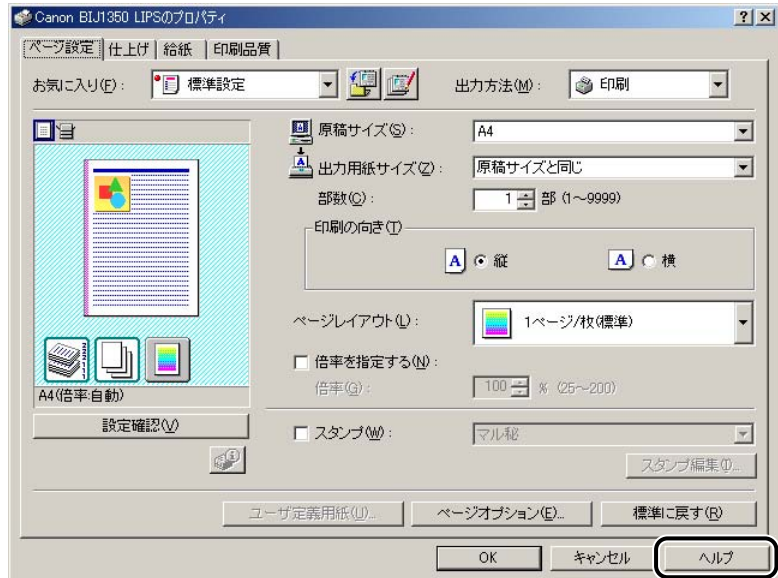 Canon BIJ1350 LIPSのプロパティ
ページ設定 仕上げ 給紙 印刷品質
お気に入り(F): 標準設定 出力方法(M): 印刷
原稿サイズ(S): A4
出力用紙サイズ(Z): 原稿サイズと同じ
部数(C): 1 部 (1～9999)
印刷の向き(T)
A 縦 A 横
ページレイアウト(L): 1ページ/枚(標準)
倍率を指定する(N):
倍率(G): 100 % (25～200)
A4(倍率:自動)
設定確認(V)
スタンプ(W): マル秘
スタンプ編集(I)...
ユーザ定義用紙(U)... ページオプション(E)... 標準に戻す(R)
OK キャンセル ヘルプ